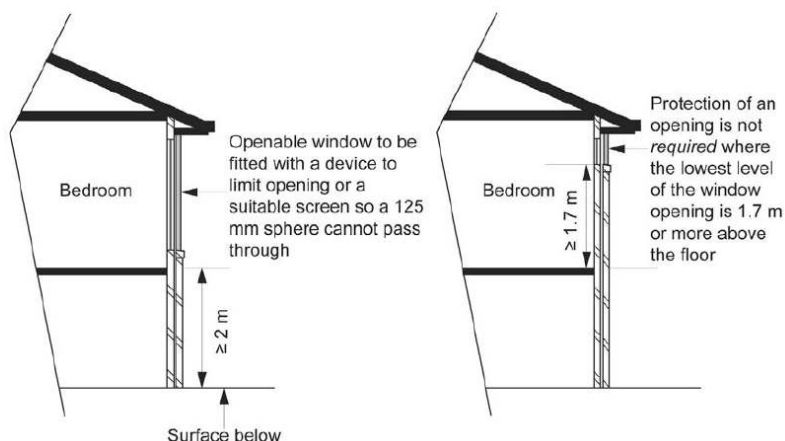 Bedroom
Openable window to be
fitted with a device to
limit opening or a
suitable screen so a 125
mm sphere cannot pass
through
≥ 2 m
Surface below
Bedroom
≥ 1.7 m
Protection of an
opening is not
required where
the lowest level
of the window
opening is 1.7 m
or more above
the floor